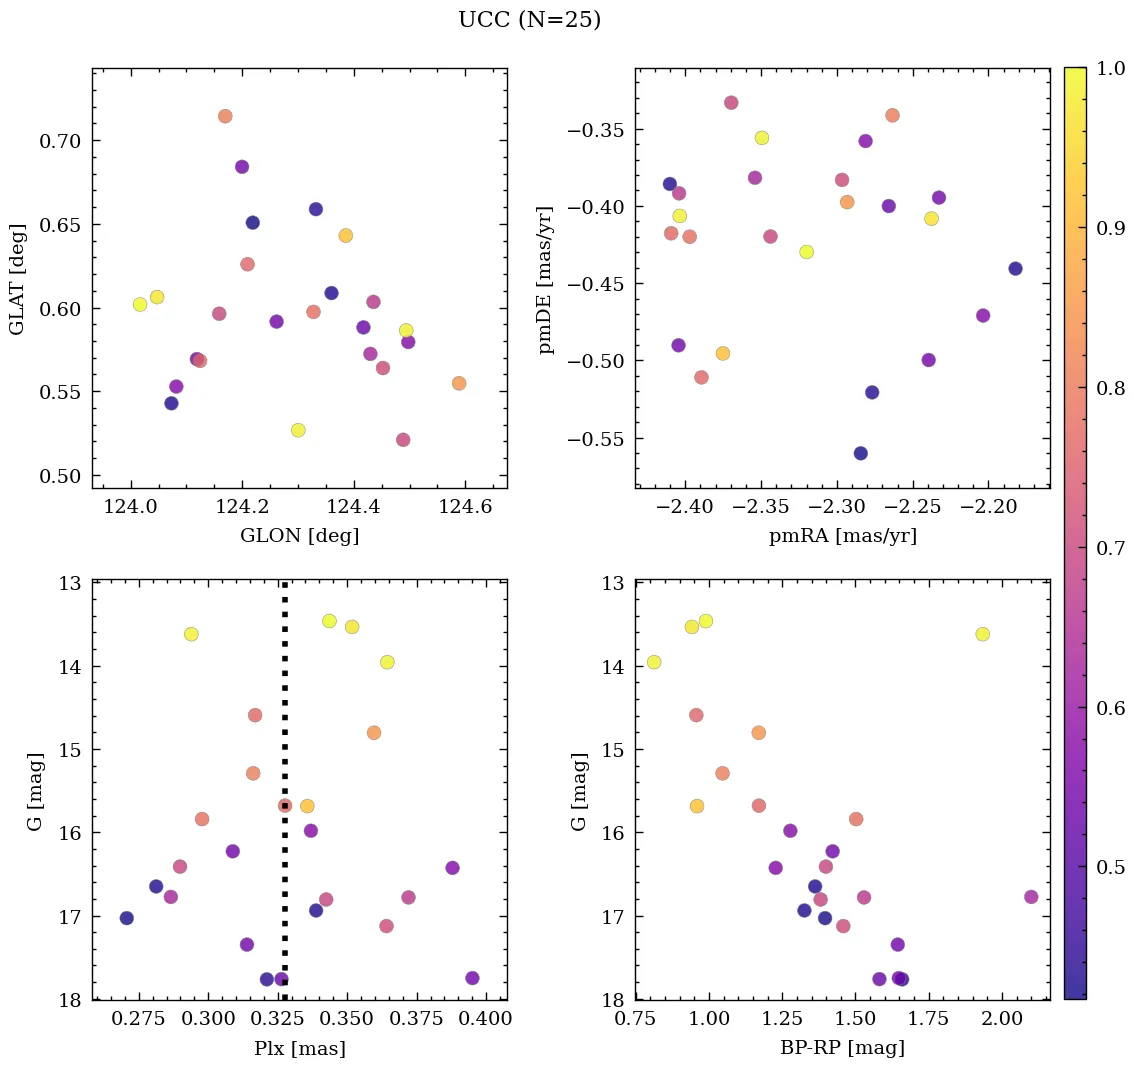 UCC (N=25)
0.70
0.65
0.60
0.55
0.50
GLAT [deg]
124.0 124.2 124.4 124.6
GLON [deg]
−0.35
−0.40
−0.45
−0.50
−0.55
pmDE [mas/yr]
−2.40 −2.35 −2.30 −2.25 −2.20
pmRA [mas/yr]
1.0
0.9
0.8
0.7
0.6
0.5
13
14
15
16
17
18
G [mag]
0.275 0.300 0.325 0.350 0.375 0.400
Plx [mas]
13
14
15
16
17
18
G [mag]
0.75 1.00 1.25 1.50 1.75 2.00
BP-RP [mag]